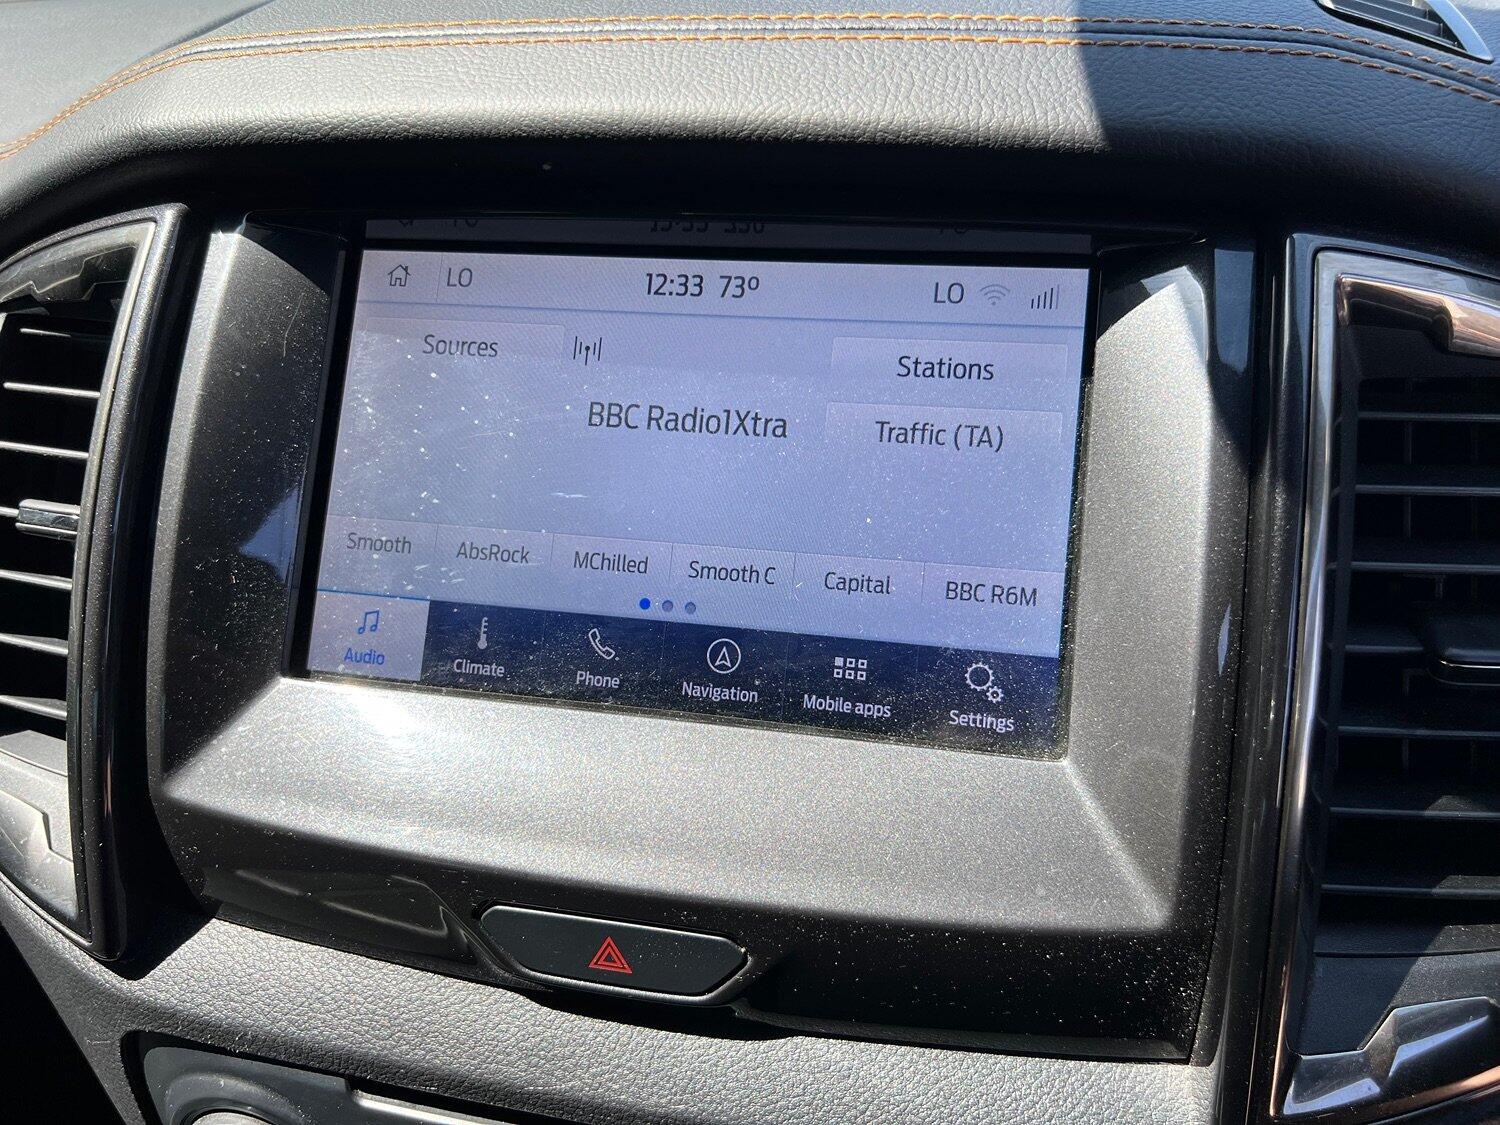 LO 12:33 73° LO
Sources Stations
BBC Radio1Xtra Traffic (TA)
Smooth AbsRock MChilled Smooth C Capital BBC R6M
Audio Climate Phone Navigation Mobile apps Settings